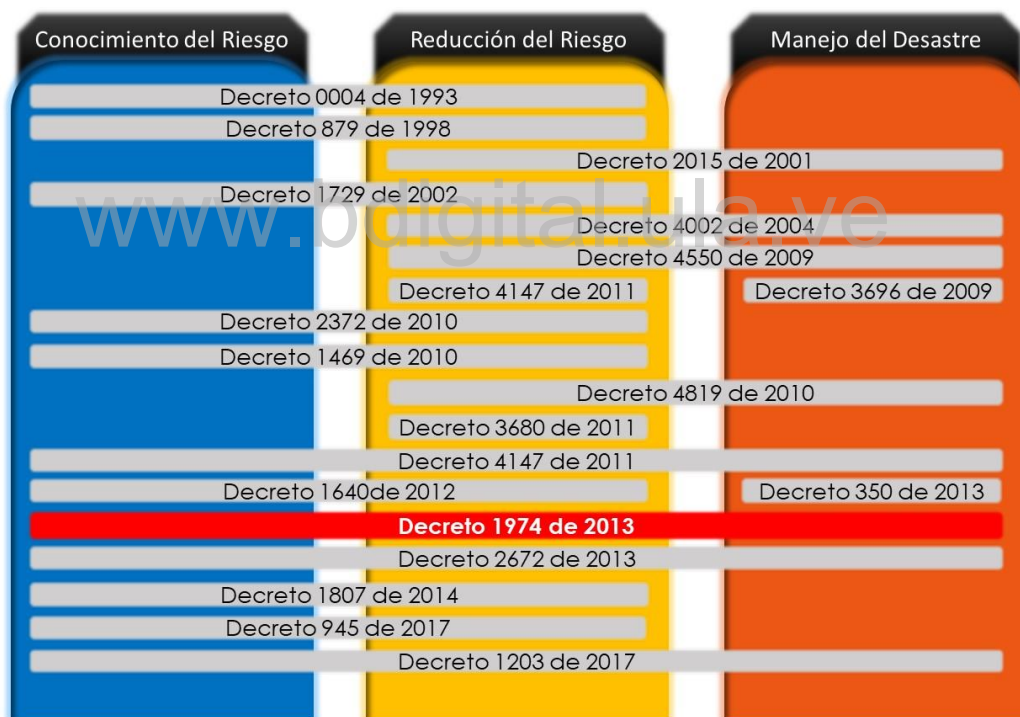 Conocimiento del Riesgo
Reducción del Riesgo
Manejo del Desastre
Decreto 0004 de 1993
Decreto 879 de 1998
Decreto 2015 de 2001
Decreto 1729 de 2002
www.bdigital.ula.ve
Decreto 4002 de 2004
Decreto 4550 de 2009
Decreto 4147 de 2011
Decreto 3696 de 2009
Decreto 2372 de 2010
Decreto 1469 de 2010
Decreto 4819 de 2010
Decreto 3680 de 2011
Decreto 4147 de 2011
Decreto 1640de 2012
Decreto 350 de 2013
Decreto 1974 de 2013
Decreto 2672 de 2013
Decreto 1807 de 2014
Decreto 945 de 2017
Decreto 1203 de 2017